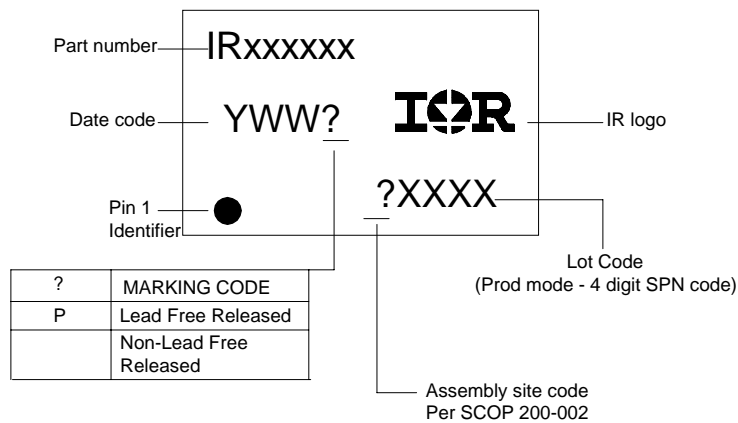 Part number
IRxxxxxx
Date code
YWW?
IOR
IR logo
?XXXX
Pin 1
Identifier
Lot Code
(Prod mode - 4 digit SPN code)
? MARKING CODE
P Lead Free Released
Non-Lead Free
Released
Assembly site code
Per SCOP 200-002